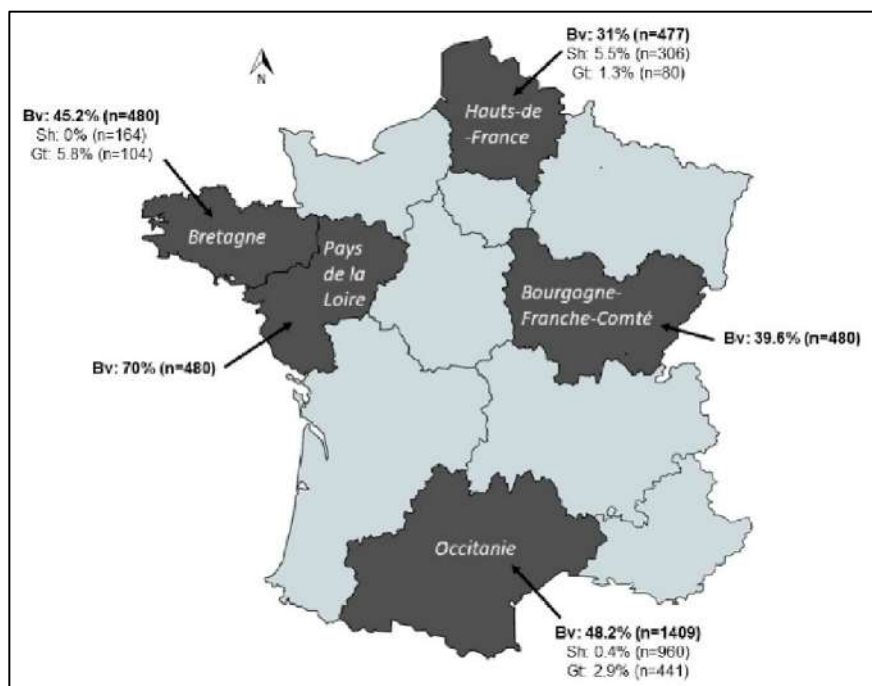 Bv: 31% (n=477)
Sh: 5.5% (n=306)
Gt: 1.3% (n=80)
N
Hauts-de
-France
Bv: 45.2% (n=480)
Sh: 0% (n=164)
Gt: 5.8% (n=104)
Bretagne
Pays
de la
Loire
Bourgogne-
Franche-Comté
Bv: 39.6% (n=480)
Bv: 70% (n=480)
Occitanie
Bv: 48.2% (n=1409)
Sh: 0.4% (n=960)
Gt: 2.9% (n=441)